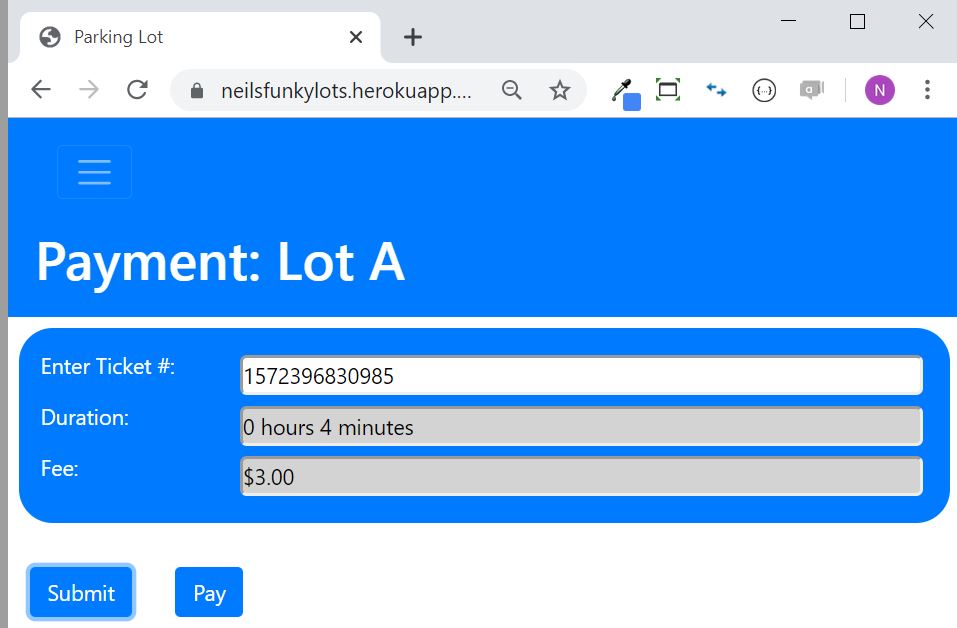 Parking Lot
neilsfunkylots.herokuapp....
{...}
a
N
Payment: Lot A
Enter Ticket #: 1572396830985
Duration: 0 hours 4 minutes
Fee: $3.00
Submit Pay